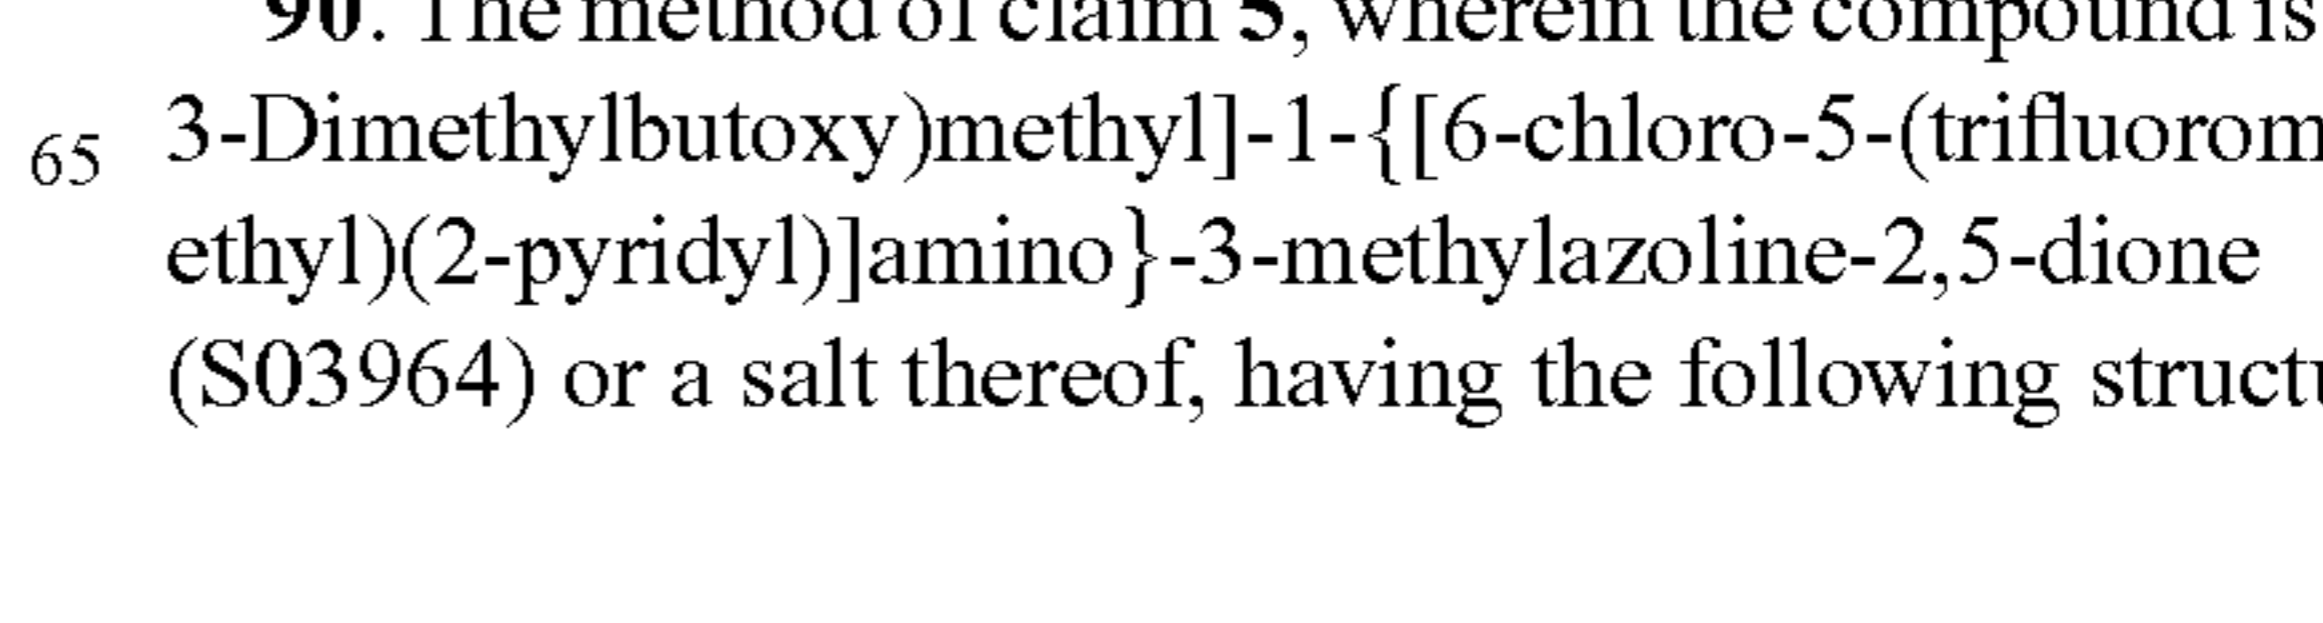 90. The method of claim 5, wherein the compound is
65 3-Dimethylbutoxy)methyl]-1-{[6-chloro-5-(trifluorom
ethyl)(2-pyridyl)]amino}-3-methylazoline-2,5-dione
(S03964) or a salt thereof, having the following